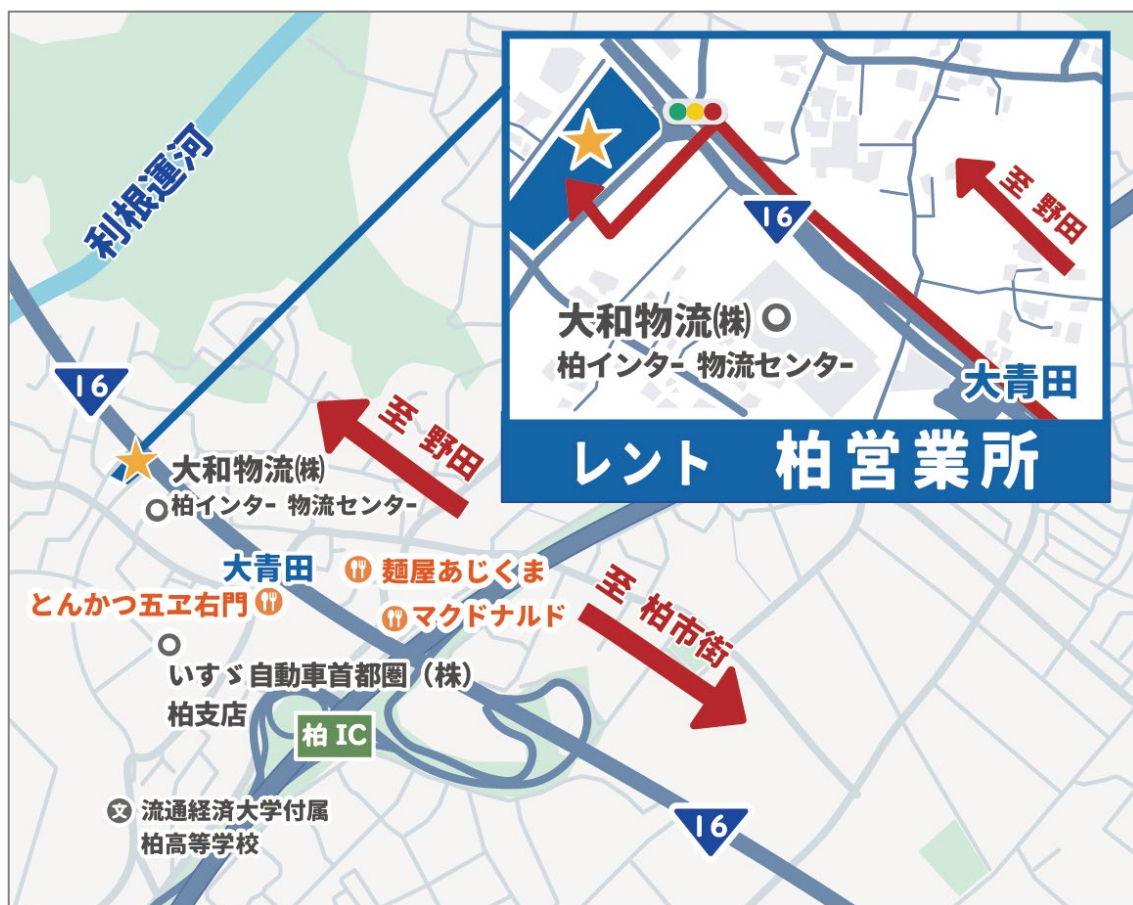 利根運河
16
至 野田
16
大和物流㈱
柏インター 物流センター
大青田
レント 柏営業所
16
至 野田
大和物流㈱
柏インター 物流センター
大青田
麺屋あじくま
とんかつ五ヱ右門
マクドナルド
至 柏市街
いすゞ自動車首都圏（株）
柏支店
柏 IC
文 流通経済大学付属
柏高等学校
16